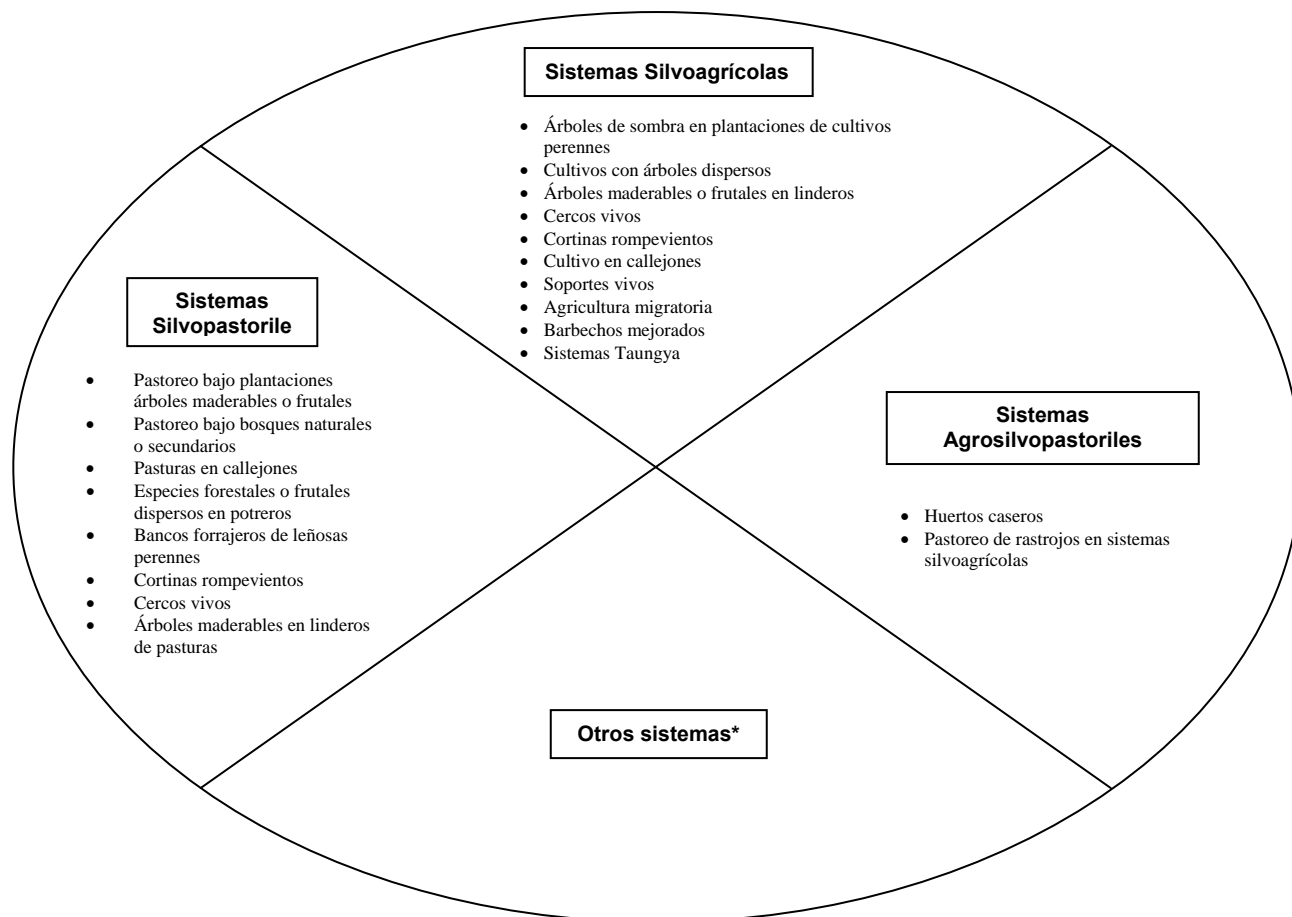 Sistemas Silvoagrícolas
• Árboles de sombra en plantaciones de cultivos
perennes
• Cultivos con árboles dispersos
• Árboles maderables o frutales en linderos
• Cercos vivos
• Cortinas rompevientos
• Cultivo en callejones
• Soportes vivos
• Agricultura migratoria
• Barbechos mejorados
• Sistemas Taungya
Sistemas
Silvopastorile
• Pastoreo bajo plantaciones
árboles maderables o frutales
• Pastoreo bajo bosques naturales
o secundarios
• Pasturas en callejones
• Especies forestales o frutales
dispersos en potreros
• Bancos forrajeros de leñosas
perennes
• Cortinas rompevientos
• Cercos vivos
• Árboles maderables en linderos
de pasturas
Sistemas
Agrosilvopastoriles
• Huertos caseros
• Pastoreo de rastrojos en sistemas
silvoagrícolas
Otros sistemas*